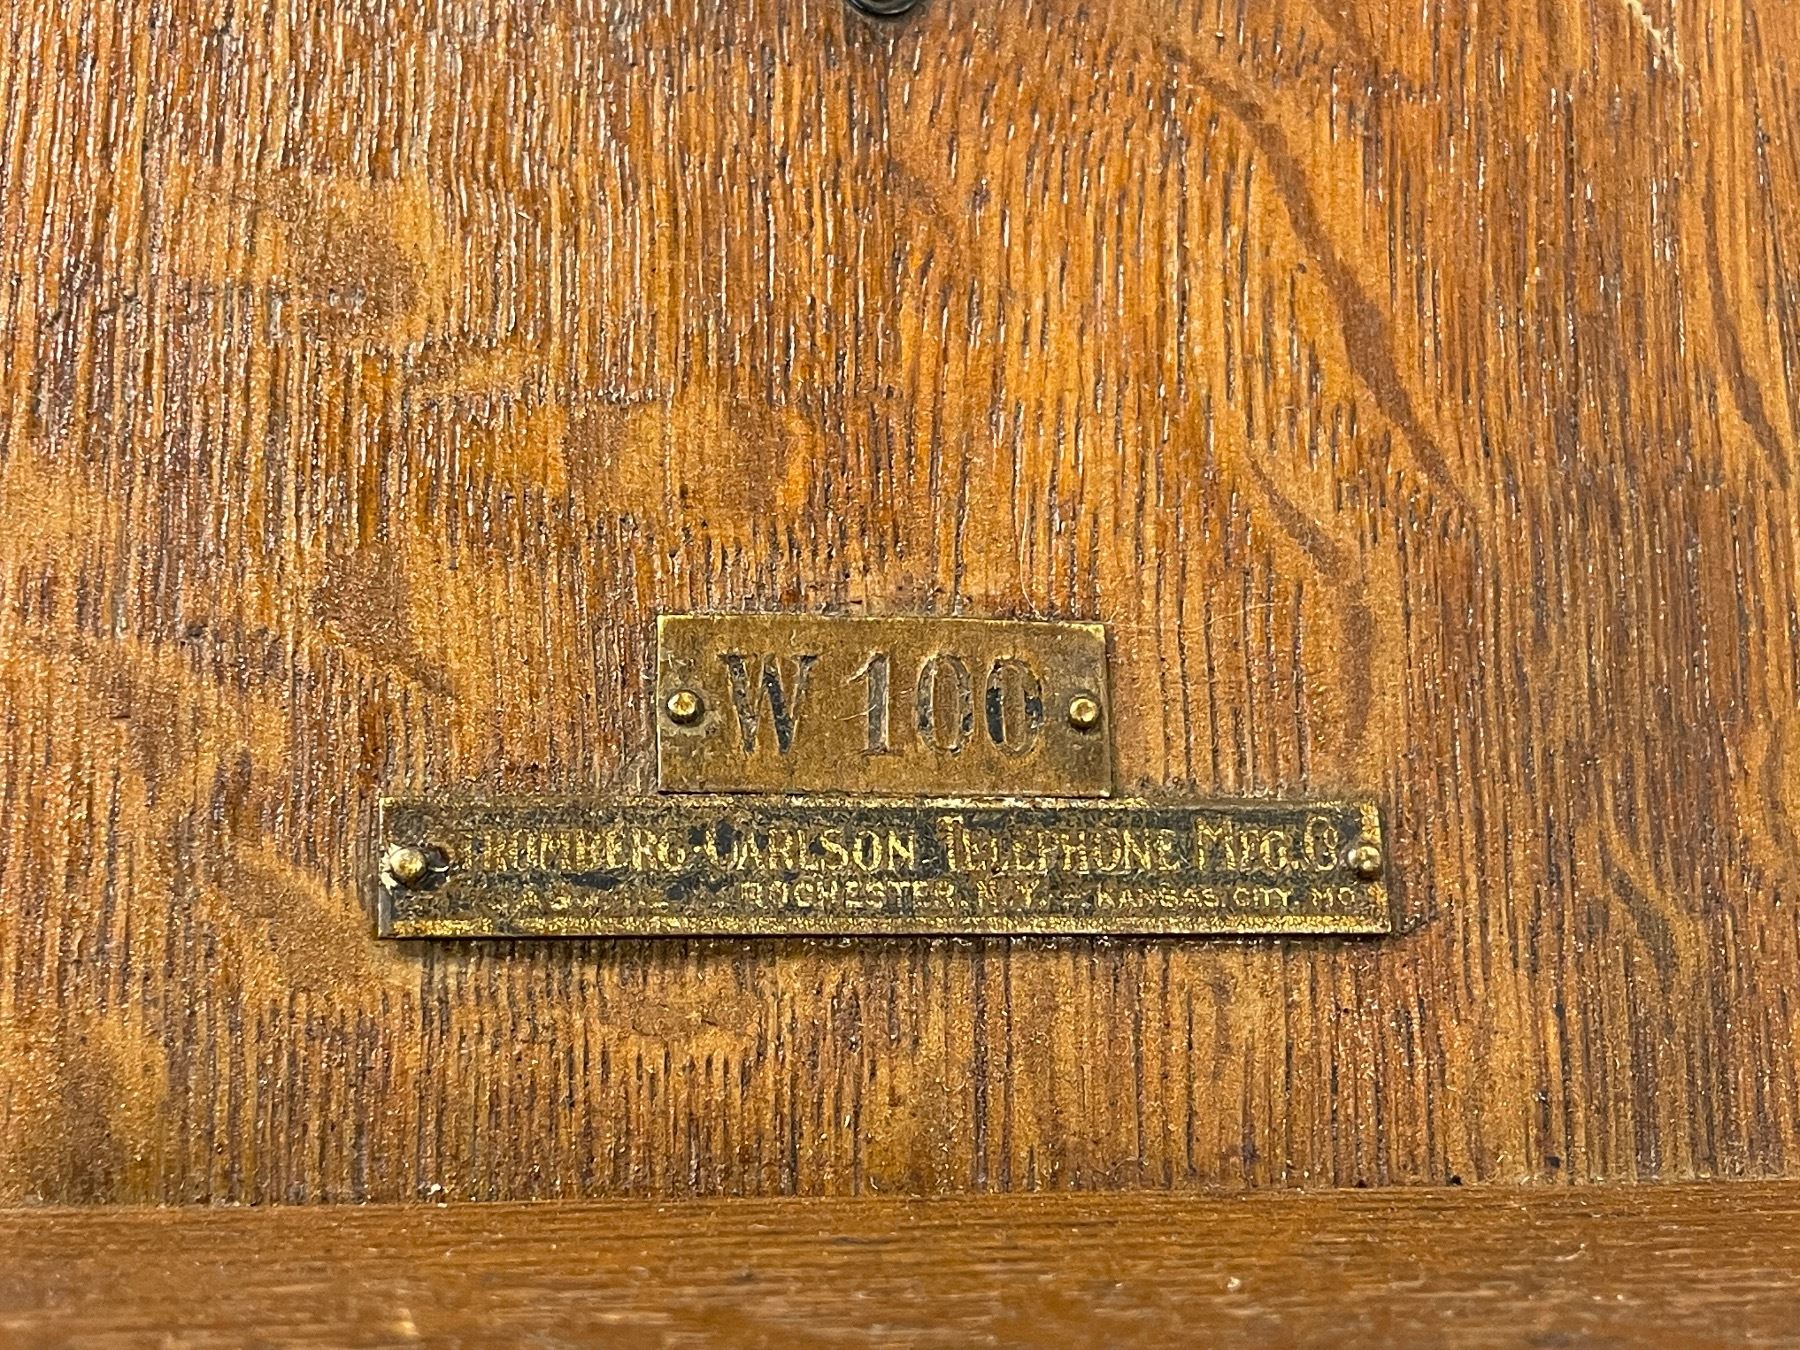 W 100
STROMBERG-CARLSON TELEPHONE MFG. CO.
ROCHESTER, N.Y. KANSAS CITY, MO.